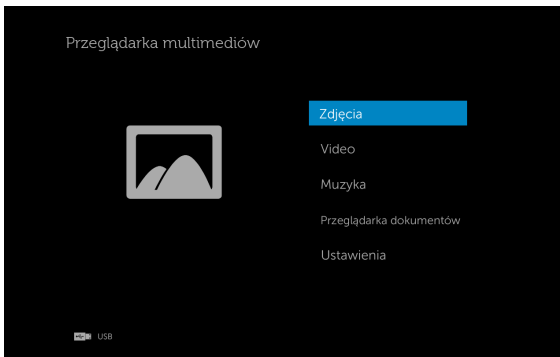 Przeglądarka multimediów
Zdjęcia
Video
Muzyka
Przeglądarka dokumentów
Ustawienia
USB